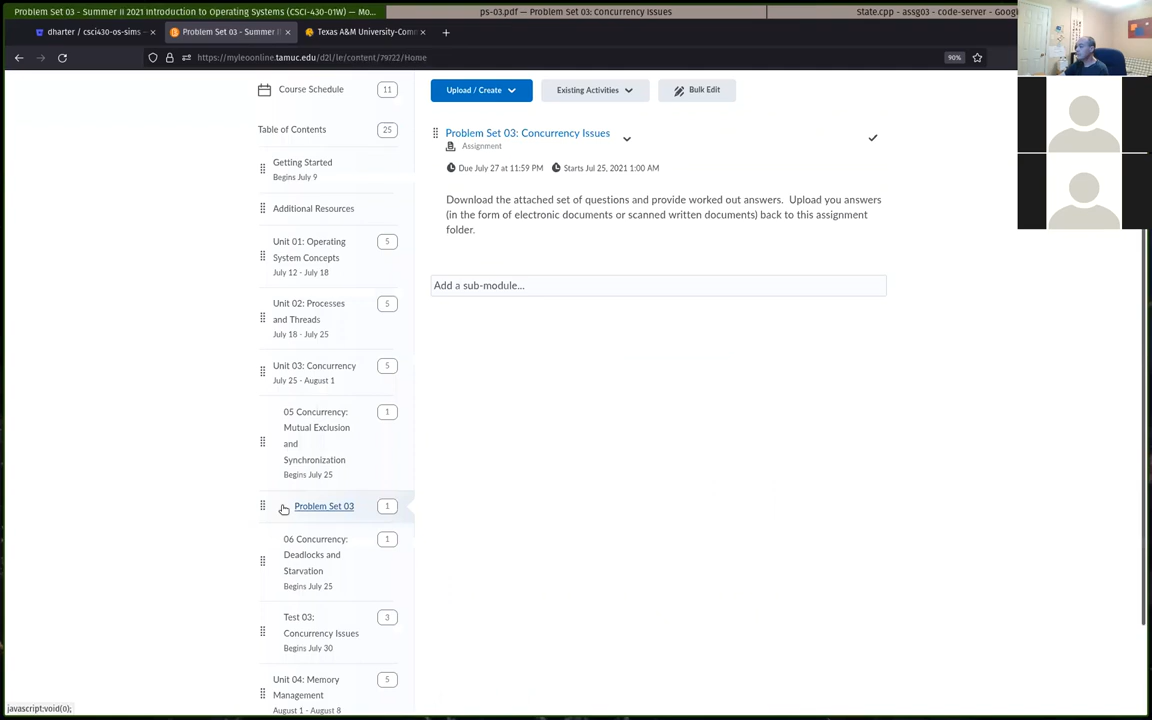 Problem Set 03 - Summer II 2021 Introduction to Operating Systems (CSCI-430-01W) — Mo...
ps-03.pdf — Problem Set 03: Concurrency Issues
State.cpp - assg03 - code-server - Google
dharter / csci430-os-sims —
Problem Set 03 - Summer II
Texas A&M University-Comm
https://myleoonline.tamuc.edu/d2l/le/content/79722/Home
90%
Course Schedule
11
Upload / Create
Existing Activities
Bulk Edit
Table of Contents
25
Problem Set 03: Concurrency Issues
Assignment
Getting Started
Begins July 9
Due July 27 at 11:59 PM
Starts Jul 25, 2021 1:00 AM
Download the attached set of questions and provide worked out answers. Upload you answers
(in the form of electronic documents or scanned written documents) back to this assignment
folder.
Additional Resources
Unit 01: Operating
System Concepts
July 12 - July 18
5
Add a sub-module...
Unit 02: Processes
and Threads
July 18 - July 25
5
Unit 03: Concurrency
July 25 - August 1
5
05 Concurrency:
Mutual Exclusion
and
Synchronization
Begins July 25
1
Problem Set 03
1
06 Concurrency:
Deadlocks and
Starvation
Begins July 25
1
Test 03:
Concurrency Issues
Begins July 30
3
Unit 04: Memory
Management
August 1 - August 8
5
javascript:void(0);